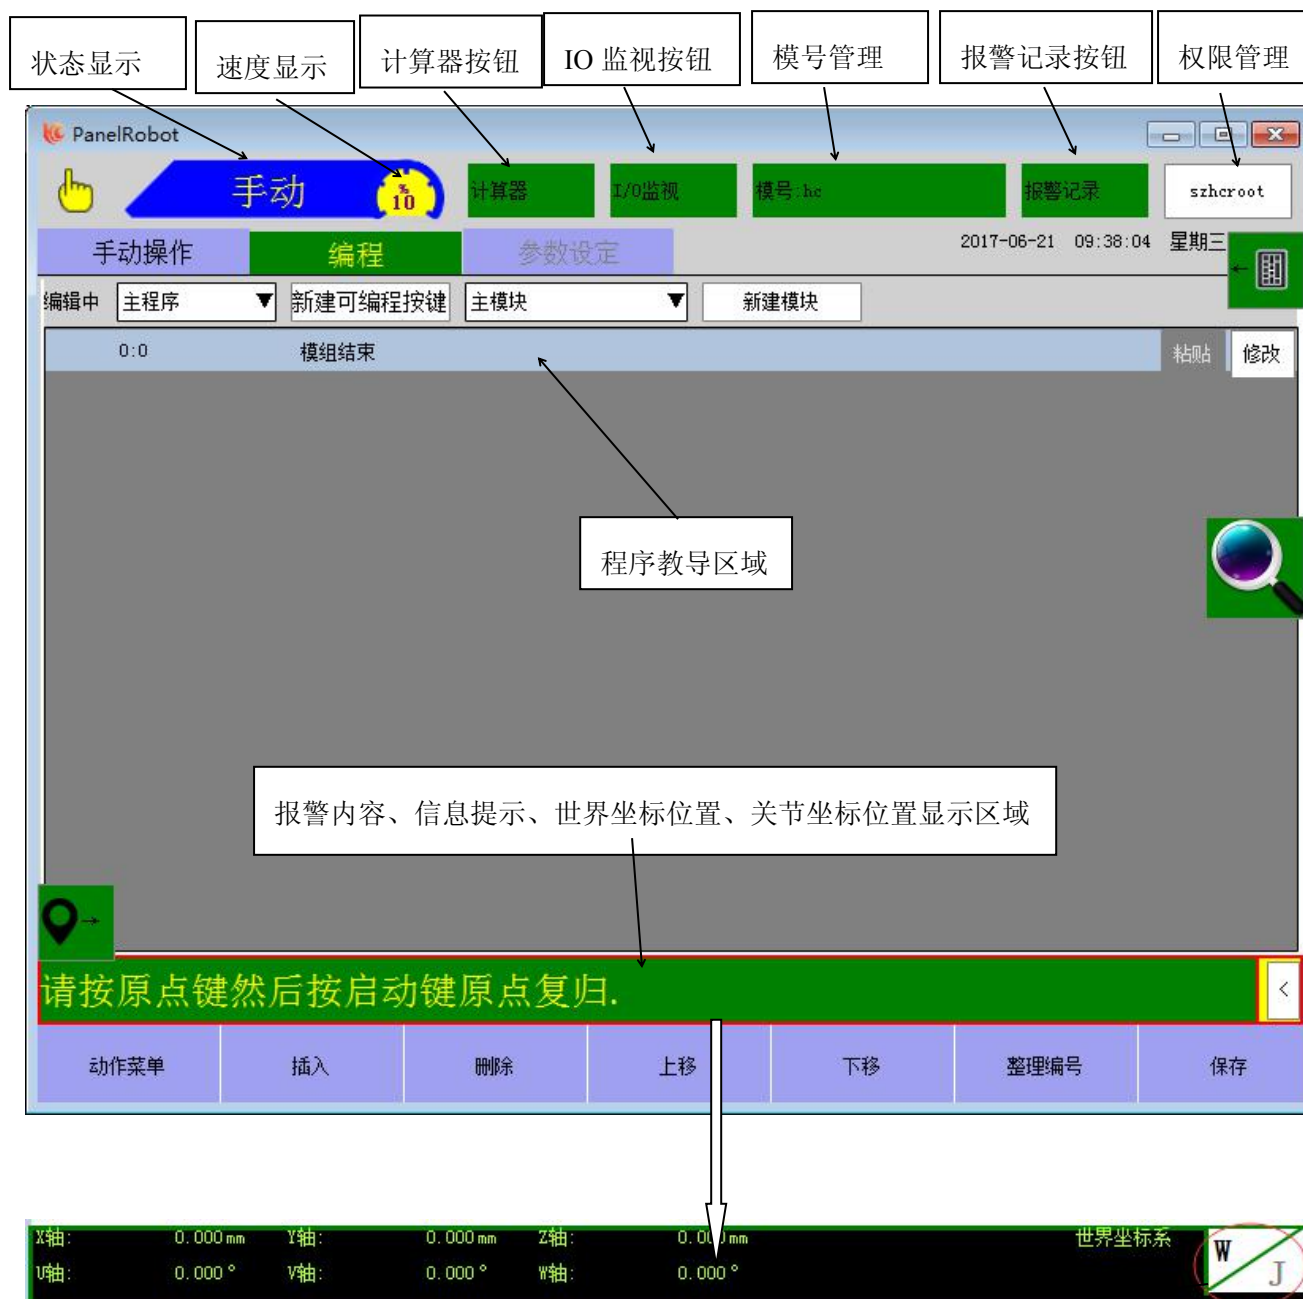 状态显示
速度显示
计算器按钮
IO 监视按钮
模号管理
报警记录按钮
权限管理
PanelRobot
手动
%
10
计算器
I/O监视
模号:hc
报警记录
szhcroot
手动操作
编程
参数设定
2017-06-21 09:38:04 星期三
编辑中
主程序
新建可编程按键
主模块
新建模块
0:0 模组结束
粘贴
修改
程序教导区域
报警内容、信息提示、世界坐标位置、关节坐标位置显示区域
请按原点键然后按启动键原点复归.
<
动作菜单
插入
删除
上移
下移
整理编号
保存
X轴: 0.000mm Y轴: 0.000mm Z轴: 0.000mm 世界坐标系
U轴: 0.000° V轴: 0.000° W轴: 0.000°
W
J